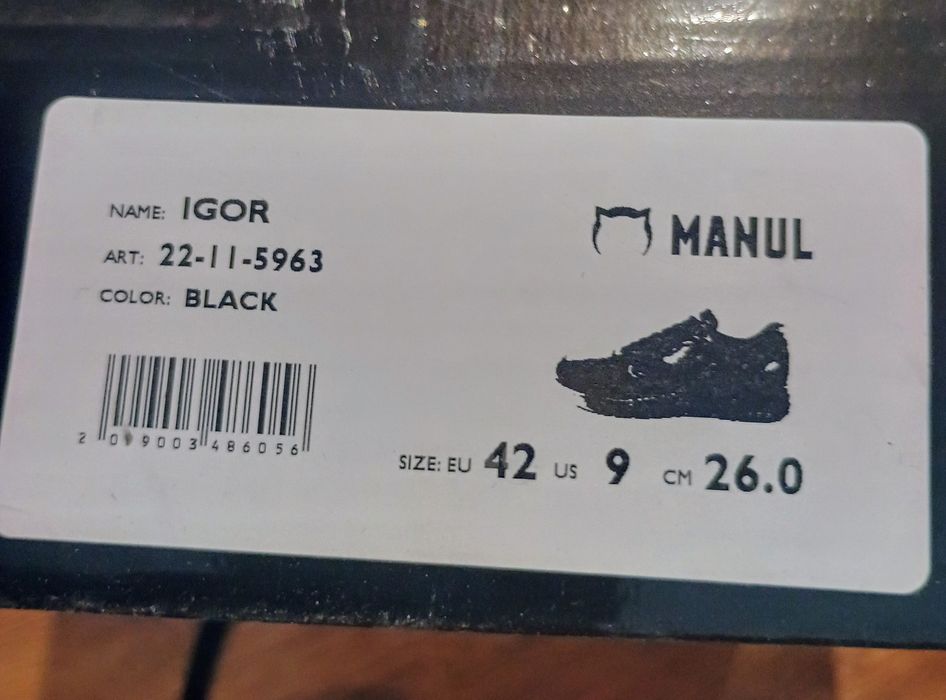 NAME: IGOR
ART: 22-11-5963
COLOR: BLACK
MANUL
2 09003 486056
SIZE: EU 42 US 9 CM 26.0